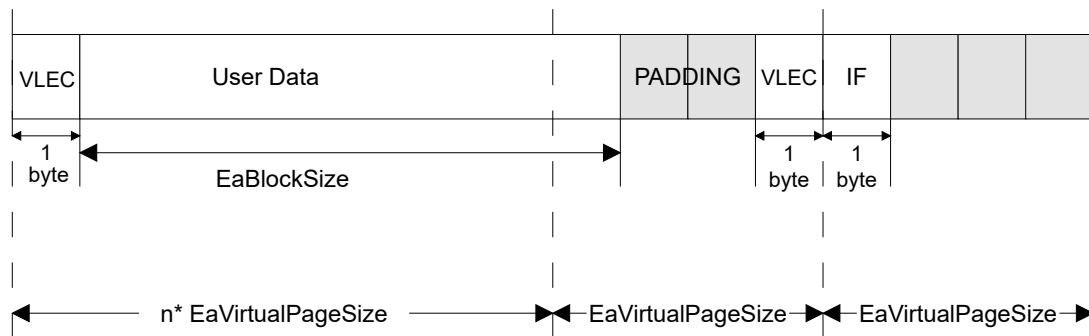 VLEC User Data PADDING VLEC IF
1 byte
EaBlockSize
1 byte
1 byte
n* EaVirtualPageSize EaVirtualPageSize EaVirtualPageSize